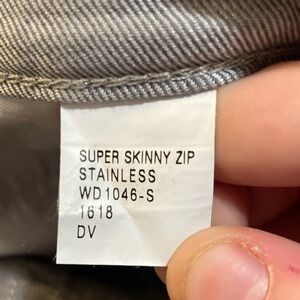 SUPER SKINNY ZIP
STAINLESS
WD1046-S
1618
DV